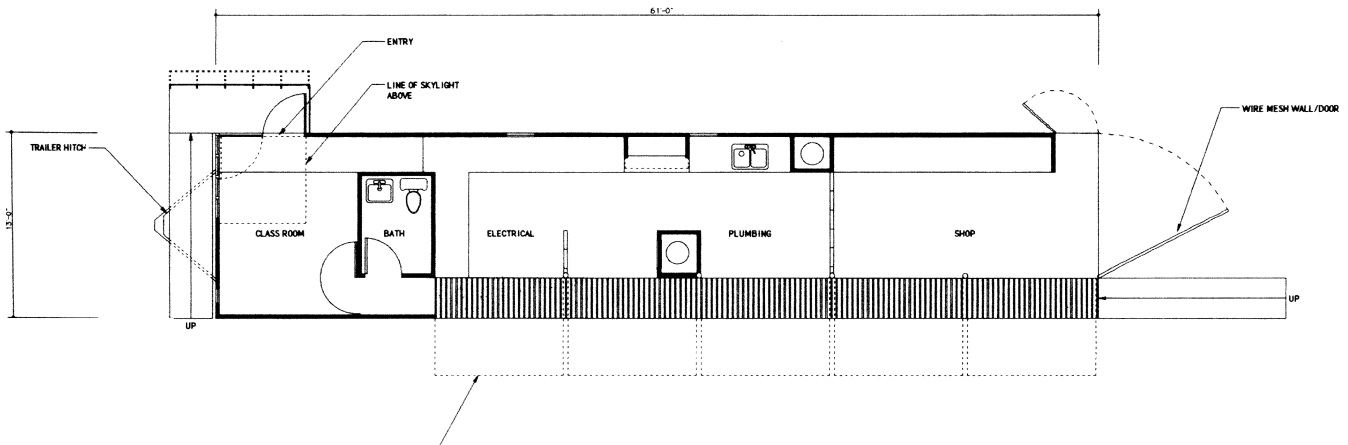 61'-0"
ENTRY
LINE OF SKYLIGHT
ABOVE
WIRE MESH WALL/DOOR
TRAILER HITCH
13'-0"
CLASS ROOM
BATH
ELECTRICAL
PLUMBING
SHOP
UP
UP